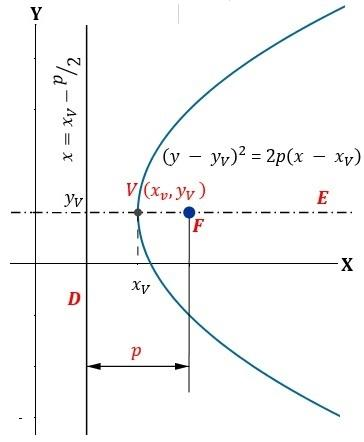 Y
x = x_V − p/2
(y − y_V)² = 2p(x − x_V)
V (x_v, y_V)
y_V
E
F
X
x_V
D
p